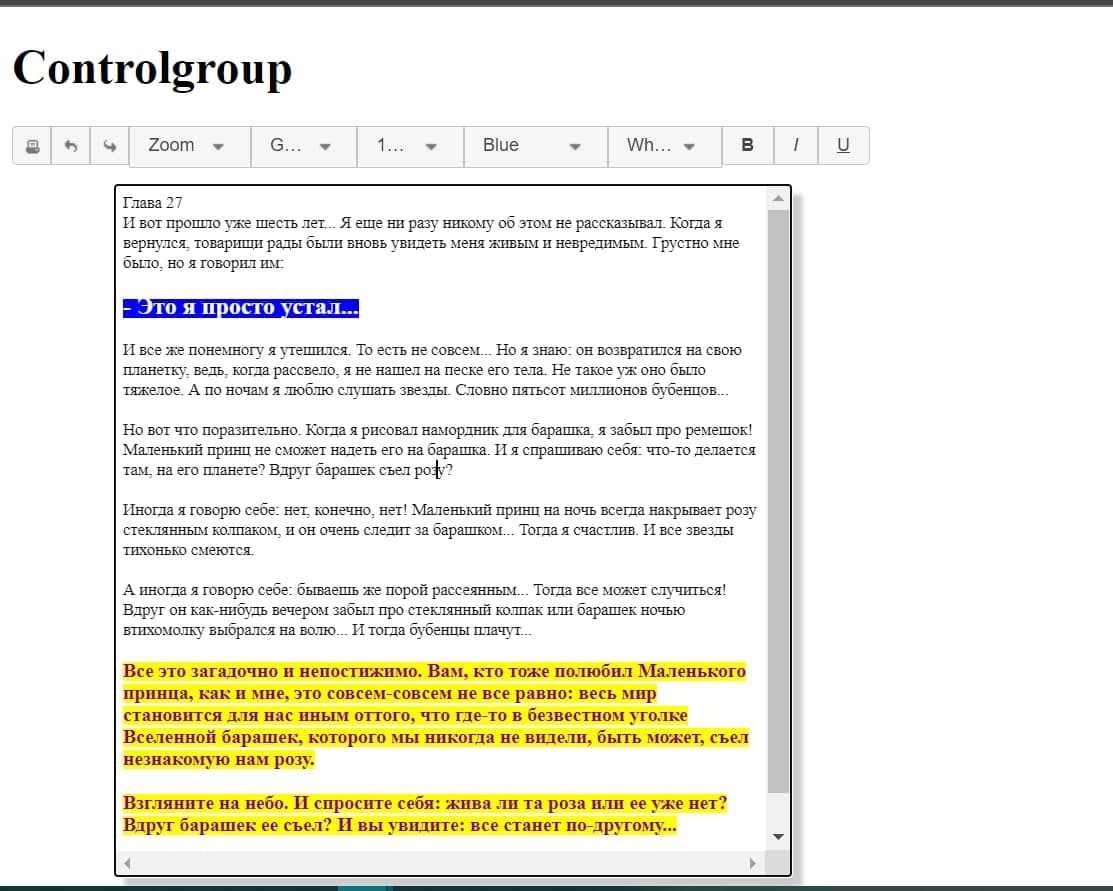 Controlgroup
Zoom G... 1... Blue Wh... B I U
Глава 27
И вот прошло уже шесть лет... Я еще ни разу никому об этом не рассказывал. Когда я
вернулся, товарищи рады были вновь увидеть меня живым и невредимым. Грустно мне
было, но я говорил им:
- Это я просто устал...
И все же понемногу я утешился. То есть не совсем... Но я знаю: он возвратился на свою
планетку, ведь, когда рассвело, я не нашел на песке его тела. Не такое уж оно было
тяжелое. А по ночам я люблю слушать звезды. Словно пятьсот миллионов бубенцов...
Но вот что поразительно. Когда я рисовал намордник для барашка, я забыл про ремешок!
Маленький принц не сможет надеть его на барашка. И я спрашиваю себя: что-то делается
там, на его планете? Вдруг барашек съел розу?
Иногда я говорю себе: нет, конечно, нет! Маленький принц на ночь всегда накрывает розу
стеклянным колпаком, и он очень следит за барашком... Тогда я счастлив. И все звезды
тихонько смеются.
А иногда я говорю себе: бываешь же порой рассеянным... Тогда все может случиться!
Вдруг он как-нибудь вечером забыл про стеклянный колпак или барашек ночью
втихомолку выбрался на волю... И тогда бубенцы плачут...
Все это загадочно и непостижимо. Вам, кто тоже полюбил Маленького
принца, как и мне, это совсем-совсем не все равно: весь мир
становится для нас иным оттого, что где-то в безвестном уголке
Вселенной барашек, которого мы никогда не видели, быть может, съел
незнакомую нам розу.
Взгляните на небо. И спросите себя: жива ли та роза или ее уже нет?
Вдруг барашек ее съел? И вы увидите: все станет по-другому...